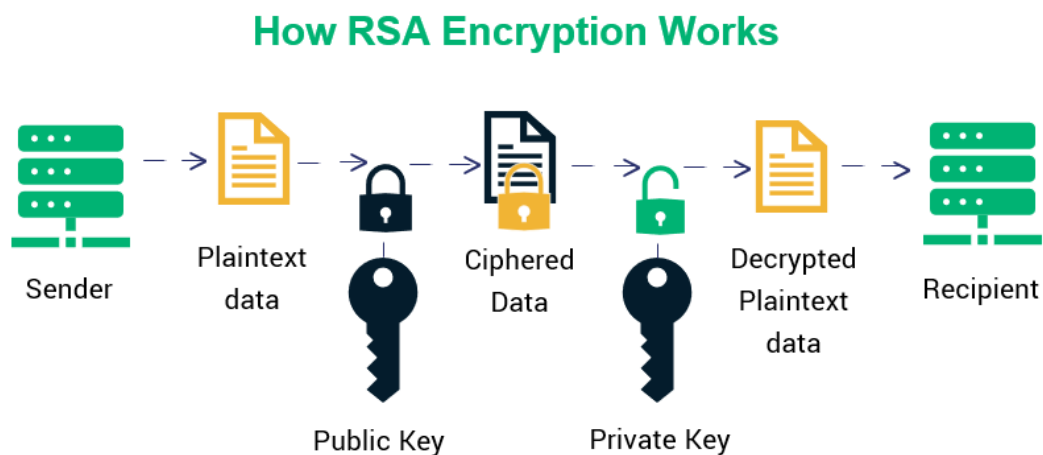 How RSA Encryption Works
Sender
Plaintext
data
Public Key
Ciphered
Data
Private Key
Decrypted
Plaintext
data
Recipient